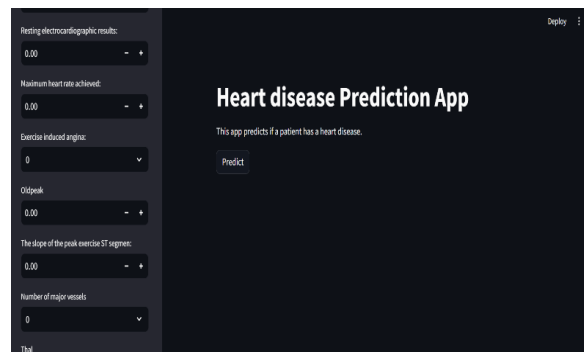 Deploy
Resting electrocardiographic results:
0.00 - +
Maximum heart rate achieved:
0.00 - +
Exercise induced angina:
0
Oldpeak
0.00 - +
The slope of the peak exercise ST segmen:
0.00 - +
Number of major vessels
0
Thal
Heart disease Prediction App
This app predicts if a patient has a heart disease.
Predict